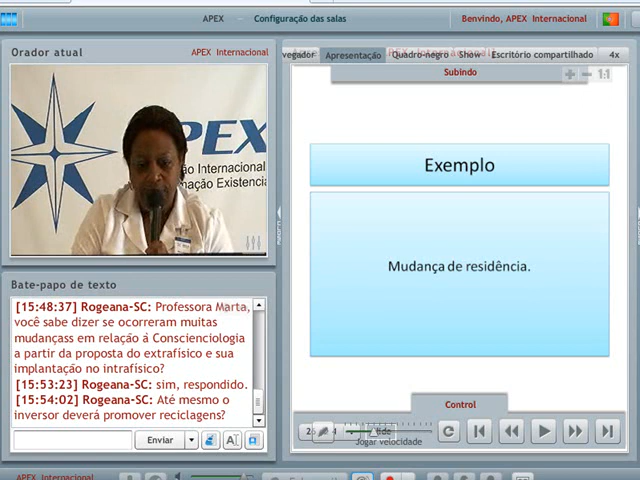 APEX – Configuração das salas
Benvindo, APEX Internacional
Orador atual
APEX Internacional
PEX
ão Internacional
mação Existencia
Bate-papo de texto
[15:48:37] Rogeana-SC: Professora Marta,
você sabe dizer se ocorreram muitas
mudançass em relação á Conscienciologia
a partir da proposta do extrafísico e sua
implantação no intrafísico?
[15:53:23] Rogeana-SC: sim, respondido.
[15:54:02] Rogeana-SC: Até mesmo o
inversor deverá promover reciclagens?
Enviar
vegador
Apresentação
Quadro-negro
Show
Escritório compartilhado
4x
Subindo
1:1
Exemplo
Mudança de residência.
Control
Jogar velocidade
APEX Internacional